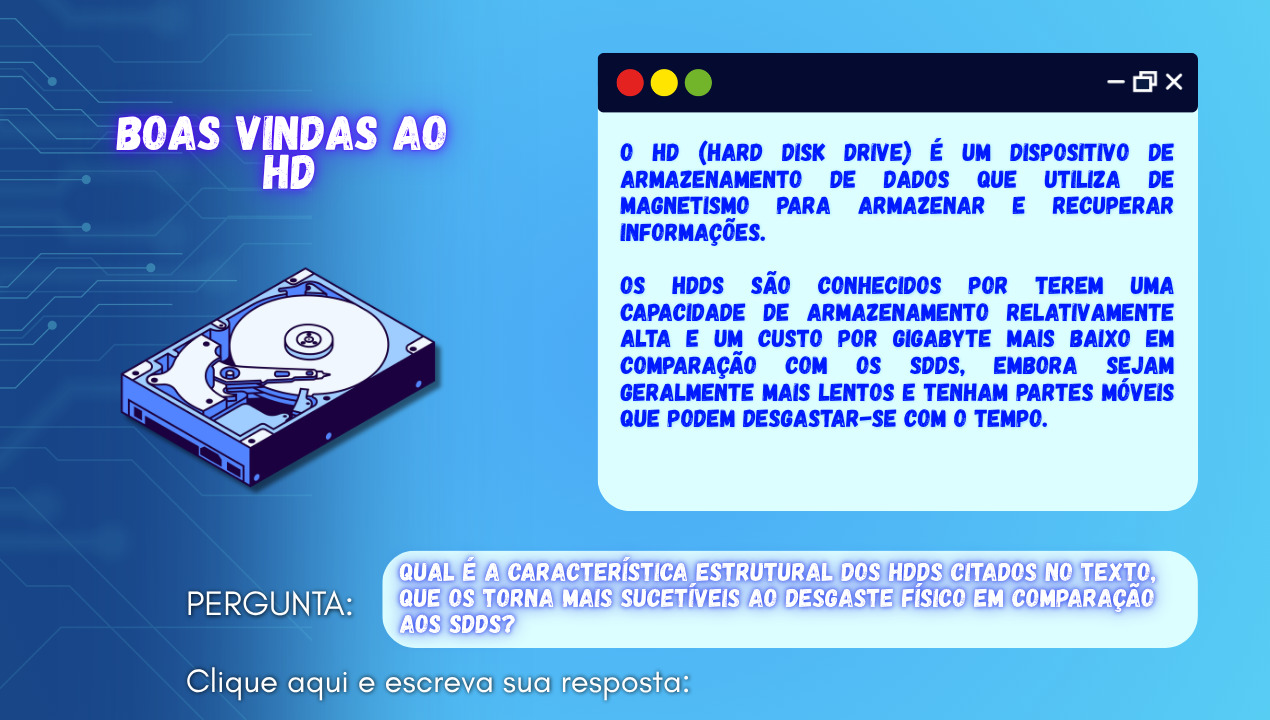 BOAS VINDAS AO
HD
O HD (HARD DISK DRIVE) É UM DISPOSITIVO DE
ARMAZENAMENTO DE DADOS QUE UTILIZA DE
MAGNETISMO PARA ARMAZENAR E RECUPERAR
INFORMAÇÕES.
OS HDDS SÃO CONHECIDOS POR TEREM UMA
CAPACIDADE DE ARMAZENAMENTO RELATIVAMENTE
ALTA E UM CUSTO POR GIGABYTE MAIS BAIXO EM
COMPARAÇÃO COM OS SDDS, EMBORA SEJAM
GERALMENTE MAIS LENTOS E TENHAM PARTES MÓVEIS
QUE PODEM DESGASTAR-SE COM O TEMPO.
PERGUNTA:
QUAL É A CARACTERÍSTICA ESTRUTURAL DOS HDDS CITADOS NO TEXTO,
QUE OS TORNA MAIS SUCETÍVEIS AO DESGASTE FÍSICO EM COMPARAÇÃO
AOS SDDS?
Clique aqui e escreva sua resposta: